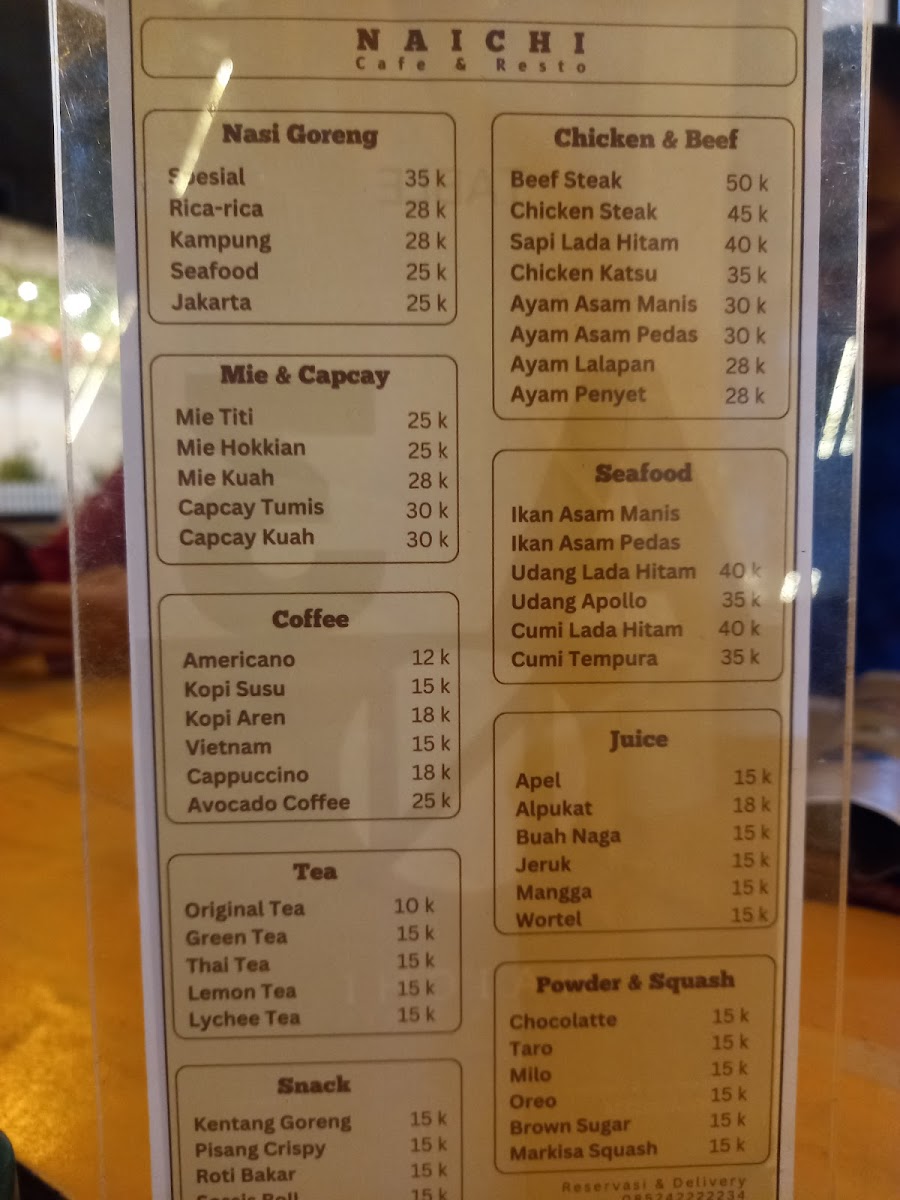 NAICHI
Cafe & Resto
Nasi Goreng
Spesial 35 k
Rica-rica 28 k
Kampung 28 k
Seafood 25 k
Jakarta 25 k
Mie & Capcay
Mie Titi 25 k
Mie Hokkian 25 k
Mie Kuah 28 k
Capcay Tumis 30 k
Capcay Kuah 30 k
Coffee
Americano 12 k
Kopi Susu 15 k
Kopi Aren 18 k
Vietnam 15 k
Cappuccino 18 k
Avocado Coffee 25 k
Tea
Original Tea 10 k
Green Tea 15 k
Thai Tea 15 k
Lemon Tea 15 k
Lychee Tea 15 k
Snack
Kentang Goreng 15 k
Pisang Crispy 15 k
Roti Bakar 15 k
15 k
Chicken & Beef
Beef Steak 50 k
Chicken Steak 45 k
Sapi Lada Hitam 40 k
Chicken Katsu 35 k
Ayam Asam Manis 30 k
Ayam Asam Pedas 30 k
Ayam Lalapan 28 k
Ayam Penyet 28 k
Seafood
Ikan Asam Manis
Ikan Asam Pedas
Udang Lada Hitam 40 k
Udang Apollo 35 k
Cumi Lada Hitam 40 k
Cumi Tempura 35 k
Juice
Apel 15 k
Alpukat 18 k
Buah Naga 15 k
Jeruk 15 k
Mangga 15 k
Wortel 15 k
Powder & Squash
Chocolatte 15 k
Taro 15 k
Milo 15 k
Oreo 15 k
Brown Sugar 15 k
Markisa Squash 15 k
Reservasi & Delivery